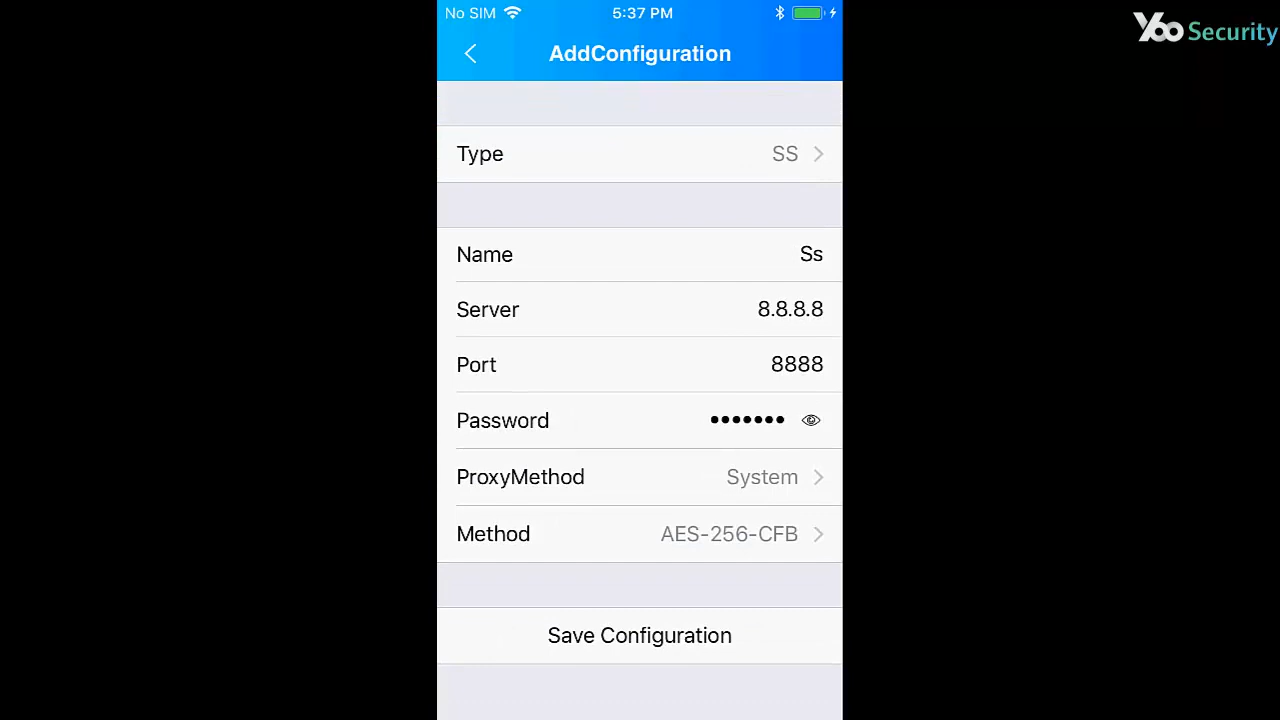 No SIM 5:37 PM
Yoo Security
AddConfiguration
Type SS
Name Ss
Server 8.8.8.8
Port 8888
Password •••••••
ProxyMethod System
Method AES-256-CFB
Save Configuration